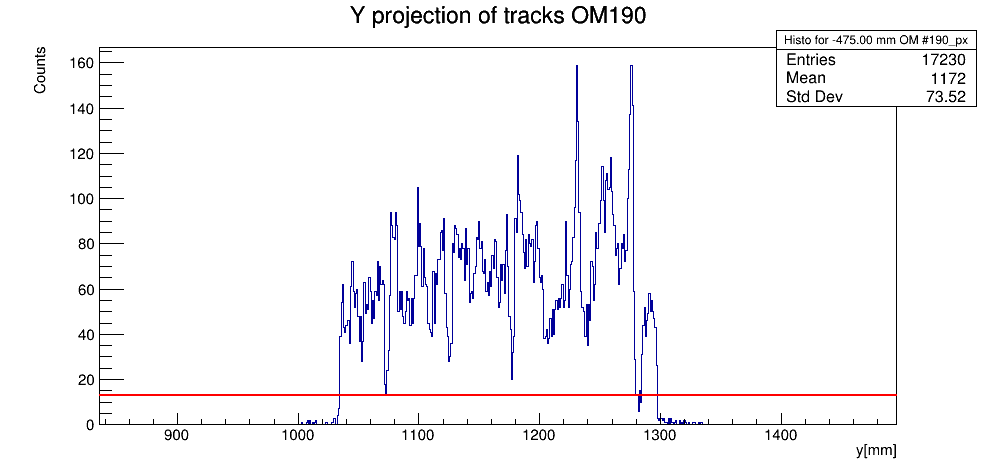 Y projection of tracks OM190
Histo for -475.00 mm OM #190_px
Entries 17230
Mean 1172
Std Dev 73.52
Counts
160
140
120
100
80
60
40
20
0
900 1000 1100 1200 1300 1400
y[mm]